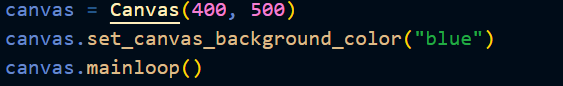 canvas = Canvas(400, 500)
canvas.set_canvas_background_color("blue")
canvas.mainloop()